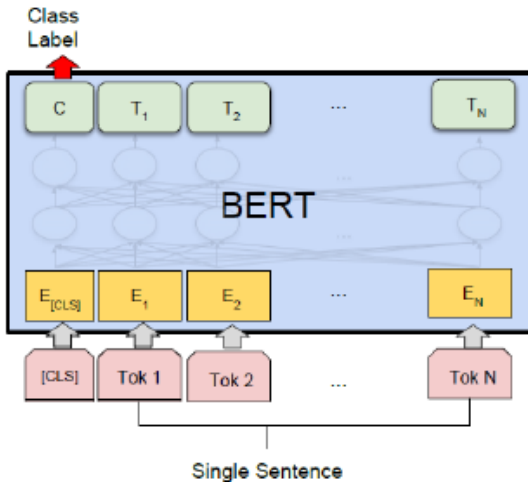 Class
Label
C T1 T2 ... TN
...
BERT
...
E[CLS] E1 E2 ... EN
[CLS] Tok 1 Tok 2 ... Tok N
Single Sentence